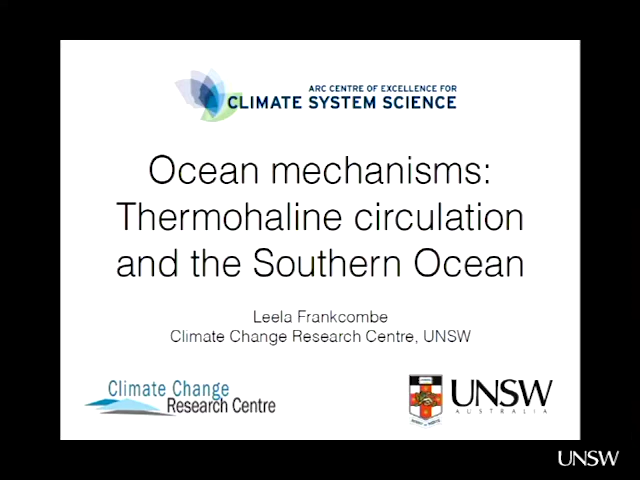 ARC CENTRE OF EXCELLENCE FOR
CLIMATE SYSTEM SCIENCE
Ocean mechanisms:
Thermohaline circulation
and the Southern Ocean
Leela Frankcombe
Climate Change Research Centre, UNSW
Climate Change
Research Centre
UNSW
AUSTRALIA
UNSW